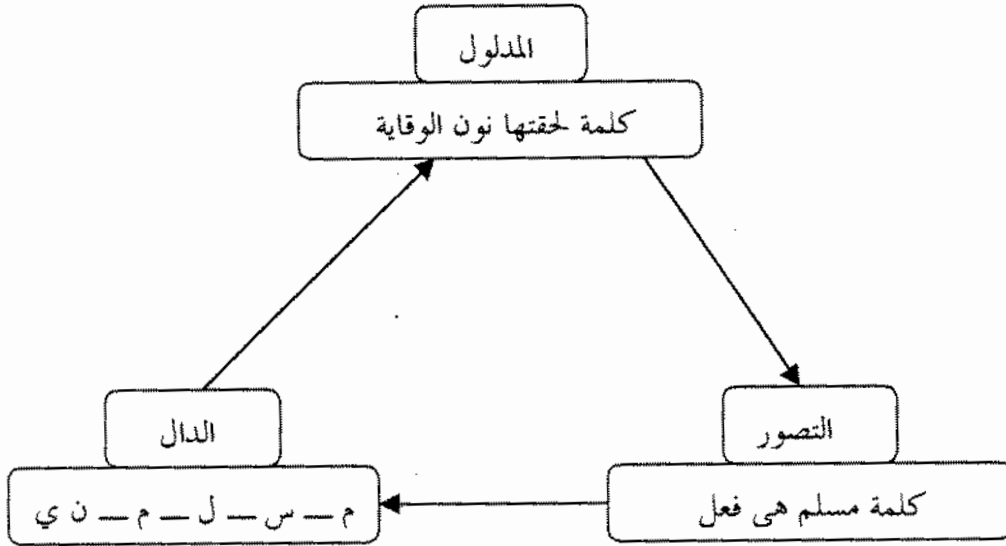 المدلول
كلمة لحقتها نون الوقاية
الدال
التصور
م ـــ س ـــ ل ـــ م ـــ ن ي
كلمة مسلم هى فعل